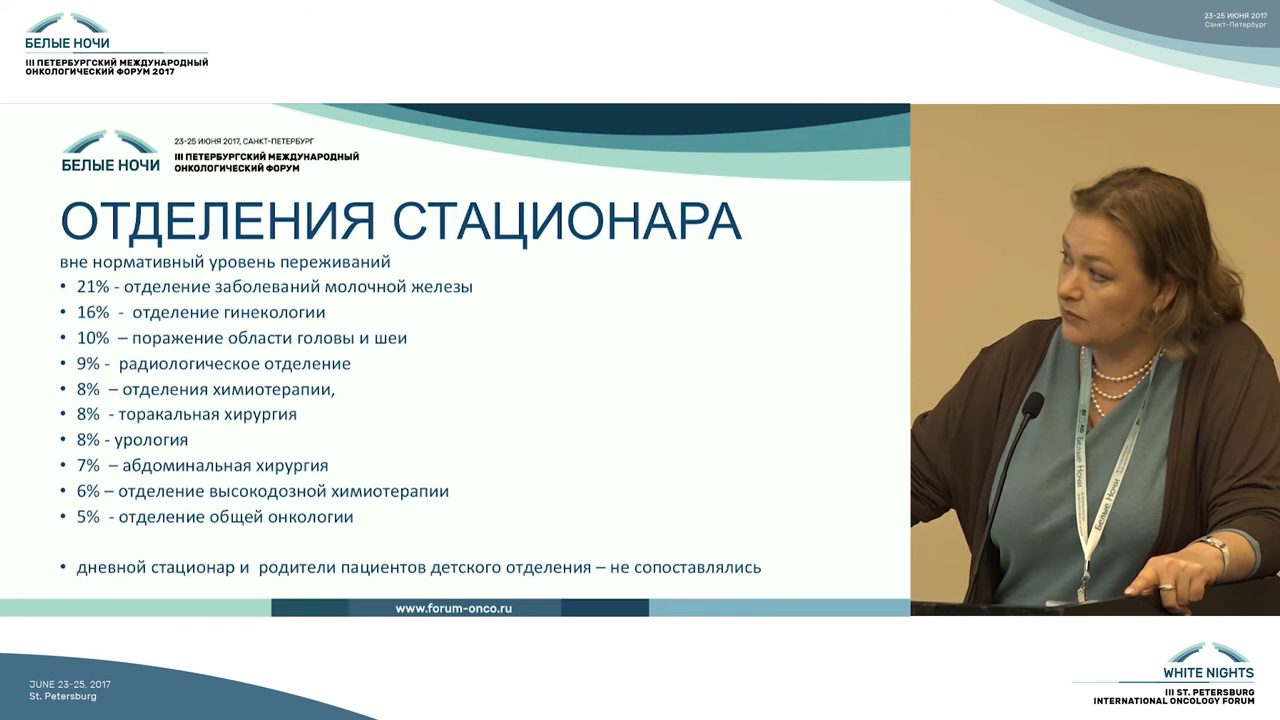 БЕЛЫЕ НОЧИ
III ПЕТЕРБУРГСКИЙ МЕЖДУНАРОДНЫЙ
ОНКОЛОГИЧЕСКИЙ ФОРУМ 2017
23-25 ИЮНЯ 2017
Санкт-Петербург
БЕЛЫЕ НОЧИ
23-25 ИЮНЯ 2017, САНКТ-ПЕТЕРБУРГ
III ПЕТЕРБУРГСКИЙ МЕЖДУНАРОДНЫЙ
ОНКОЛОГИЧЕСКИЙ ФОРУМ
ОТДЕЛЕНИЯ СТАЦИОНАРА
вне нормативный уровень переживаний
• 21% - отделение заболеваний молочной железы
• 16% - отделение гинекологии
• 10% – поражение области головы и шеи
• 9% - радиологическое отделение
• 8% – отделения химиотерапии,
• 8% - торакальная хирургия
• 8% - урология
• 7% – абдоминальная хирургия
• 6% – отделение высокодозной химиотерапии
• 5% - отделение общей онкологии
• дневной стационар и родители пациентов детского отделения – не сопоставлялись
www.forum-onco.ru
Белые Ночи
Белые Ночи
JUNE 23-25, 2017
St. Petersburg
WHITE NIGHTS
III ST. PETERSBURG
INTERNATIONAL ONCOLOGY FORUM